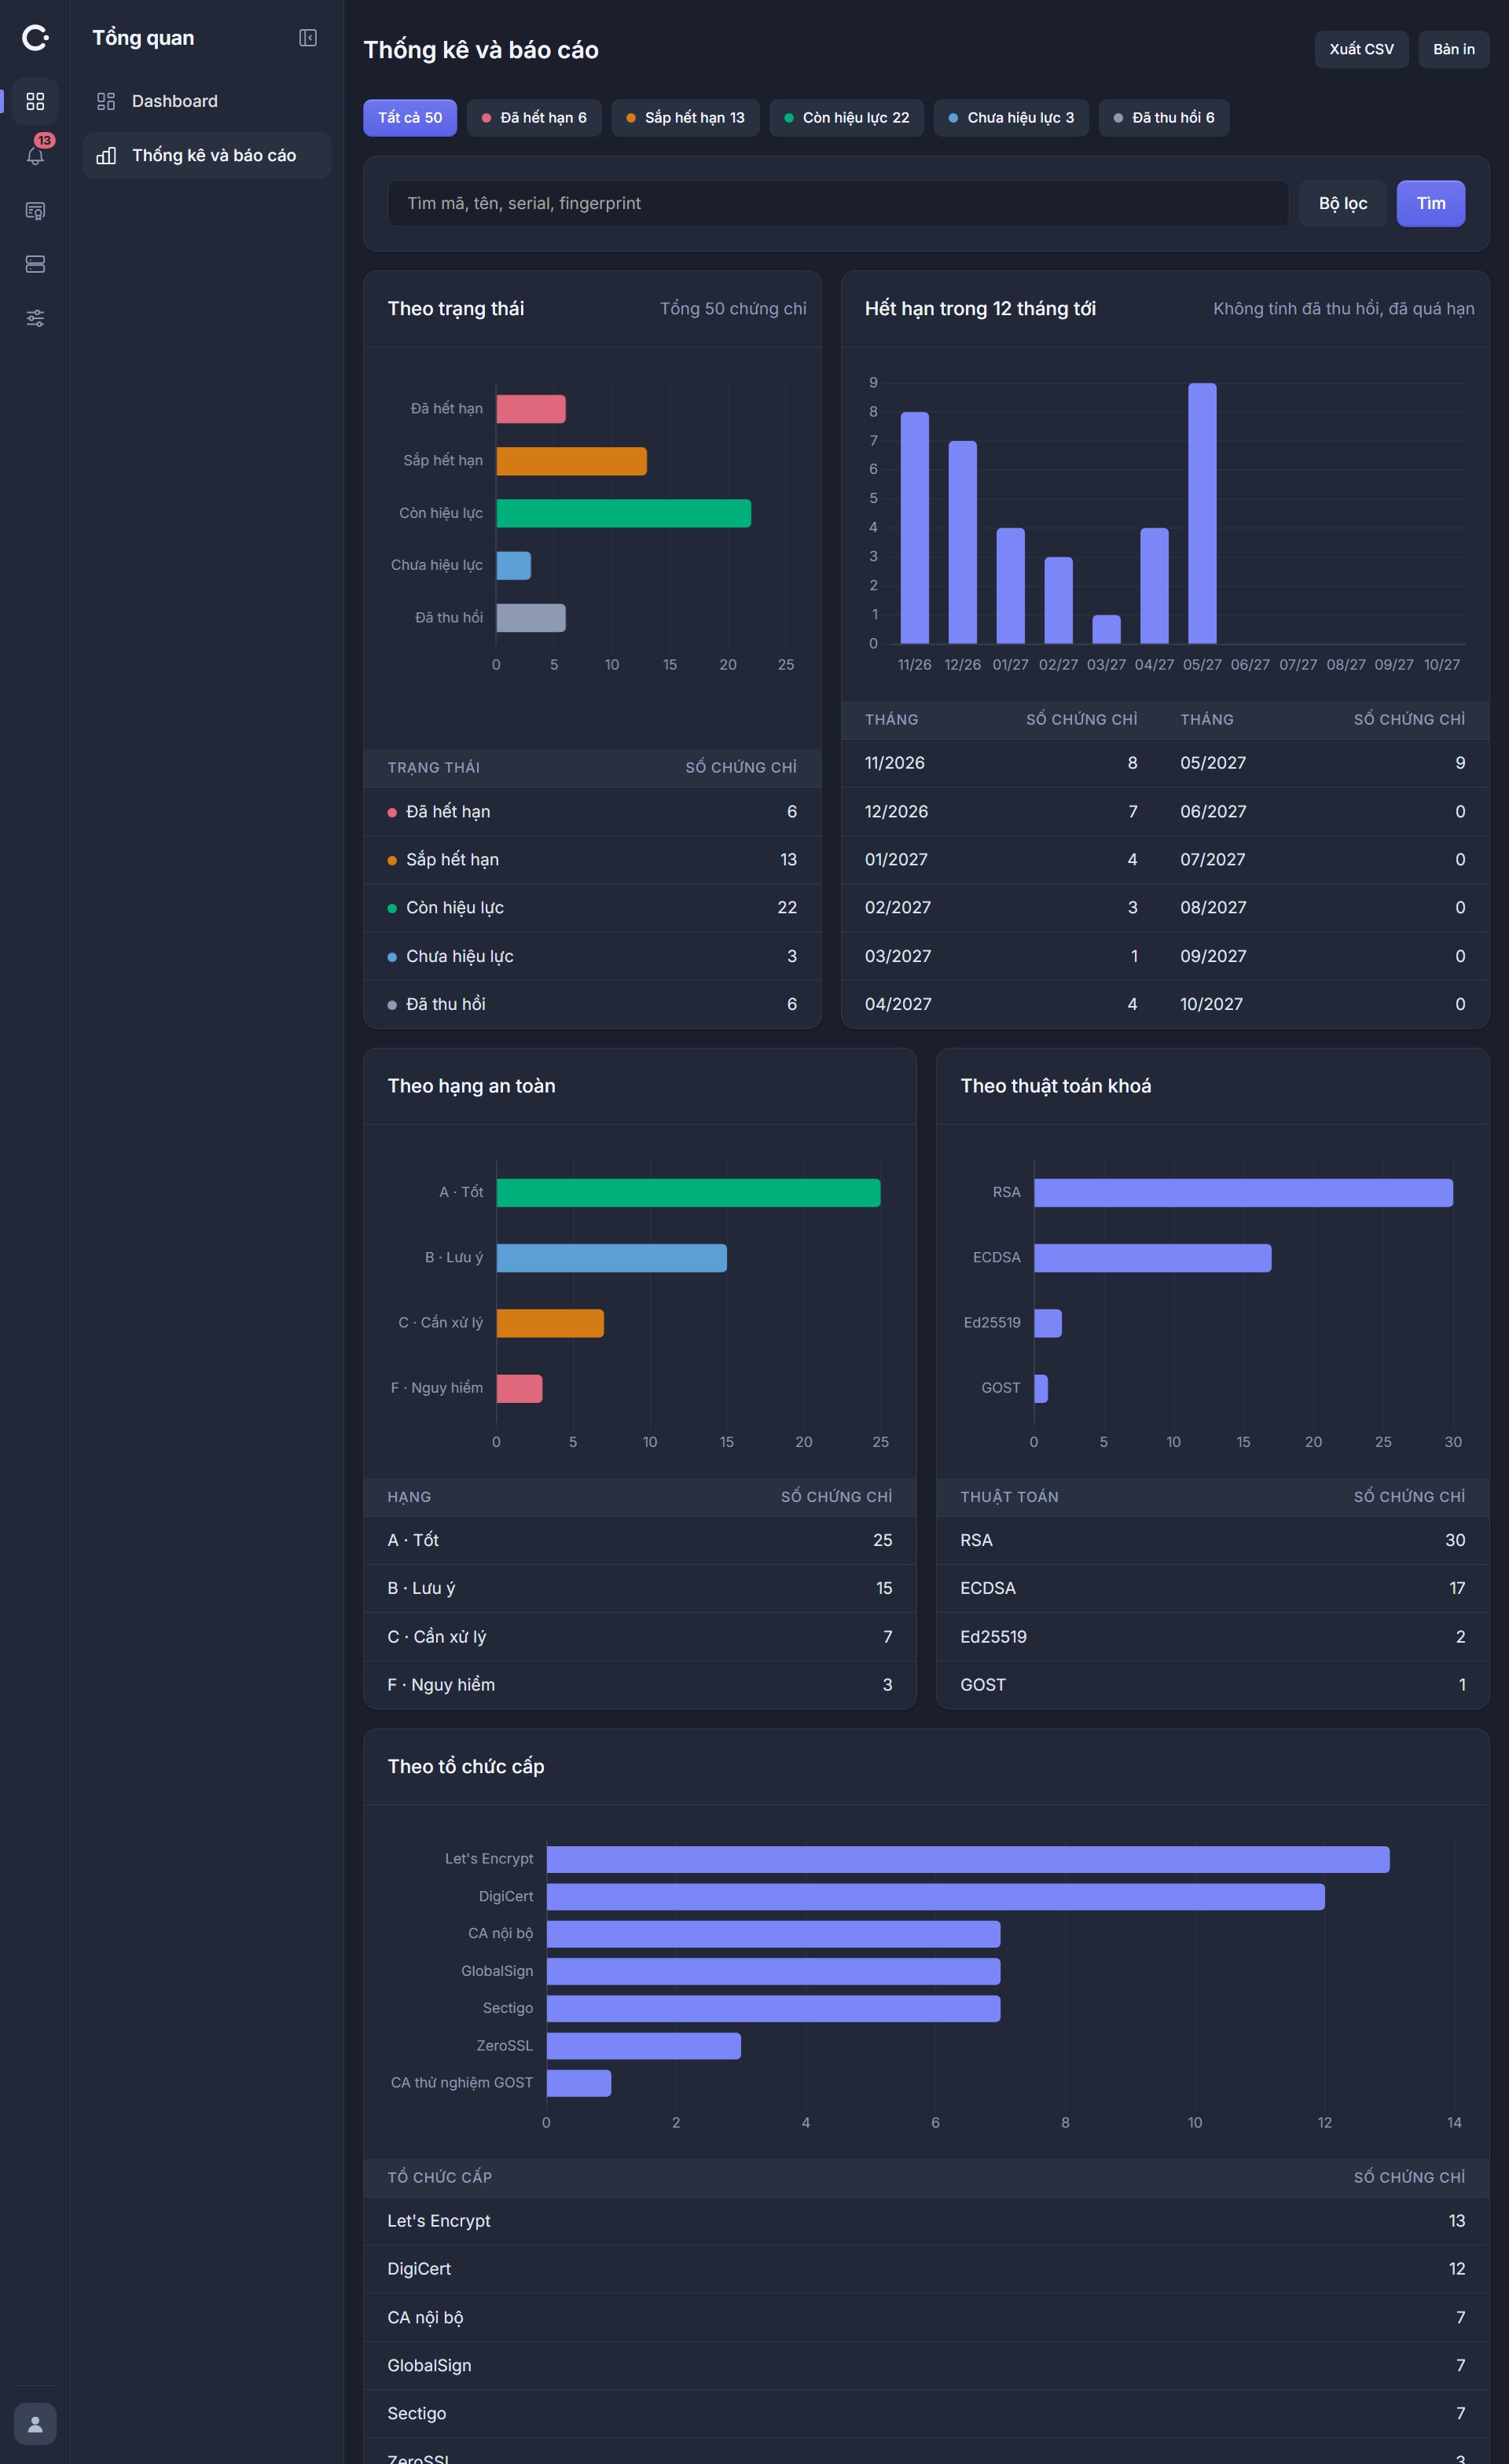 Tổng quan
Dashboard
13
Thống kê và báo cáo
Thống kê và báo cáo
Xuất CSV
Bản in
Tất cả 50
Đã hết hạn 6
Sắp hết hạn 13
Còn hiệu lực 22
Chưa hiệu lực 3
Đã thu hồi 6
Tìm mã, tên, serial, fingerprint
Bộ lọc
Tìm
Theo trạng thái
Tổng 50 chứng chỉ
Đã hết hạn
Sắp hết hạn
Còn hiệu lực
Chưa hiệu lực
Đã thu hồi
0 5 10 15 20 25
TRẠNG THÁI SỐ CHỨNG CHỈ
Đã hết hạn 6
Sắp hết hạn 13
Còn hiệu lực 22
Chưa hiệu lực 3
Đã thu hồi 6
Hết hạn trong 12 tháng tới
Không tính đã thu hồi, đã quá hạn
9
8
7
6
5
4
3
2
1
0
11/26 12/26 01/27 02/27 03/27 04/27 05/27 06/27 07/27 08/27 09/27 10/27
THÁNG SỐ CHỨNG CHỈ THÁNG SỐ CHỨNG CHỈ
11/2026 8 05/2027 9
12/2026 7 06/2027 0
01/2027 4 07/2027 0
02/2027 3 08/2027 0
03/2027 1 09/2027 0
04/2027 4 10/2027 0
Theo hạng an toàn
A · Tốt
B · Lưu ý
C · Cần xử lý
F · Nguy hiểm
0 5 10 15 20 25
HẠNG SỐ CHỨNG CHỈ
A · Tốt 25
B · Lưu ý 15
C · Cần xử lý 7
F · Nguy hiểm 3
Theo thuật toán khoá
RSA
ECDSA
Ed25519
GOST
0 5 10 15 20 25 30
THUẬT TOÁN SỐ CHỨNG CHỈ
RSA 30
ECDSA 17
Ed25519 2
GOST 1
Theo tổ chức cấp
Let's Encrypt
DigiCert
CA nội bộ
GlobalSign
Sectigo
ZeroSSL
CA thử nghiệm GOST
0 2 4 6 8 10 12 14
TỔ CHỨC CẤP SỐ CHỨNG CHỈ
Let's Encrypt 13
DigiCert 12
CA nội bộ 7
GlobalSign 7
Sectigo 7
ZeroSSL 3